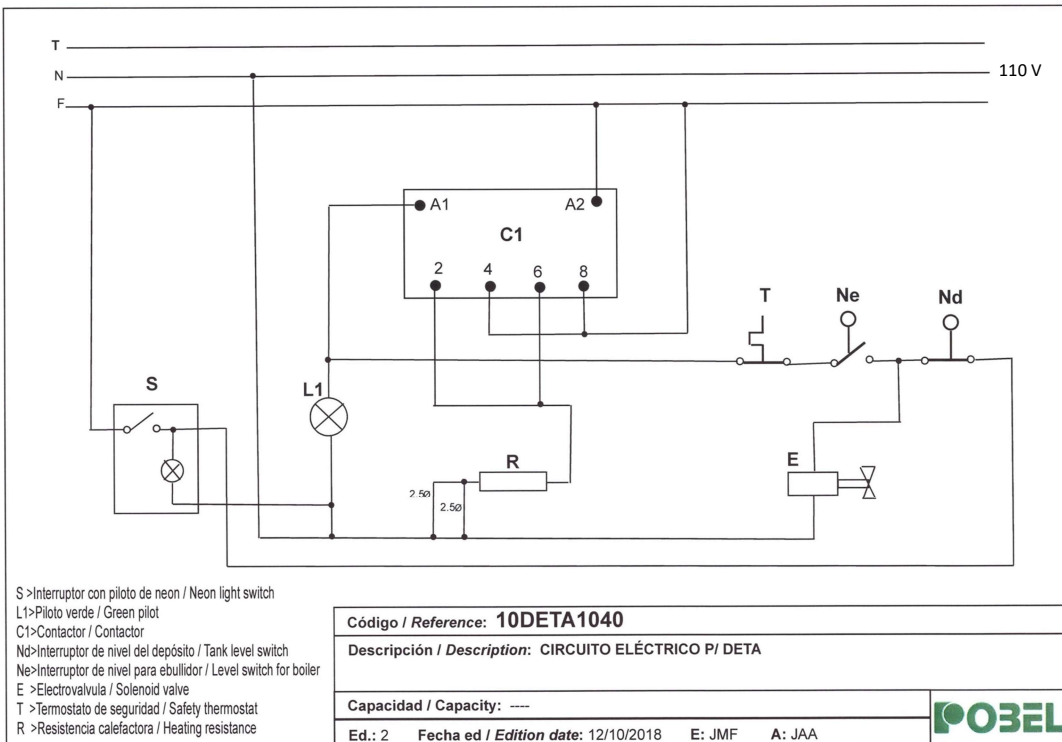 T
N
110 V
F
A1
A2
C1
2
4
6
8
T
Ne
Nd
S
L1
R
E
2.5ø
2.5ø
S >Interruptor con piloto de neon / Neon light switch
L1>Piloto verde / Green pilot
C1>Contactor / Contactor
Nd>Interruptor de nivel del depósito / Tank level switch
Ne>Interruptor de nivel para ebullidor / Level switch for boiler
E >Electrovalvula / Solenoid valve
T >Termostato de seguridad / Safety thermostat
R >Resistencia calefactora / Heating resistance
Código / Reference: 10DETA1040
Descripción / Description: CIRCUITO ELÉCTRICO P/ DETA
Capacidad / Capacity: ----
Ed.: 2 Fecha ed / Edition date: 12/10/2018 E: JMF A: JAA
POBEL